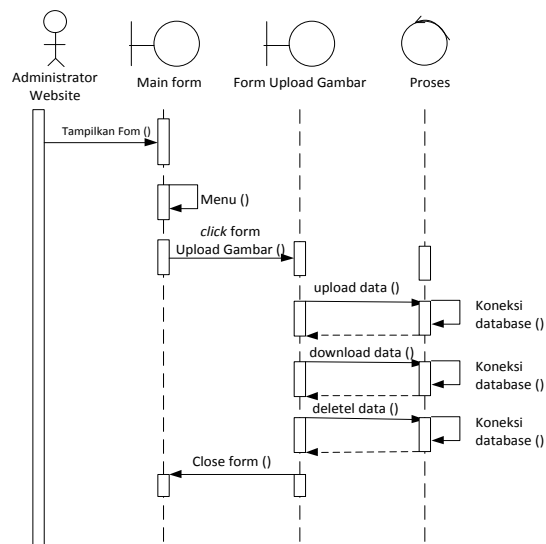 Administrator
Website
Main form
Form Upload Gambar
Proses
Tampilkan Fom ()
Menu ()
click form
Upload Gambar ()
upload data ()
Koneksi
database ()
download data ()
Koneksi
database ()
deletel data ()
Koneksi
database ()
Close form ()